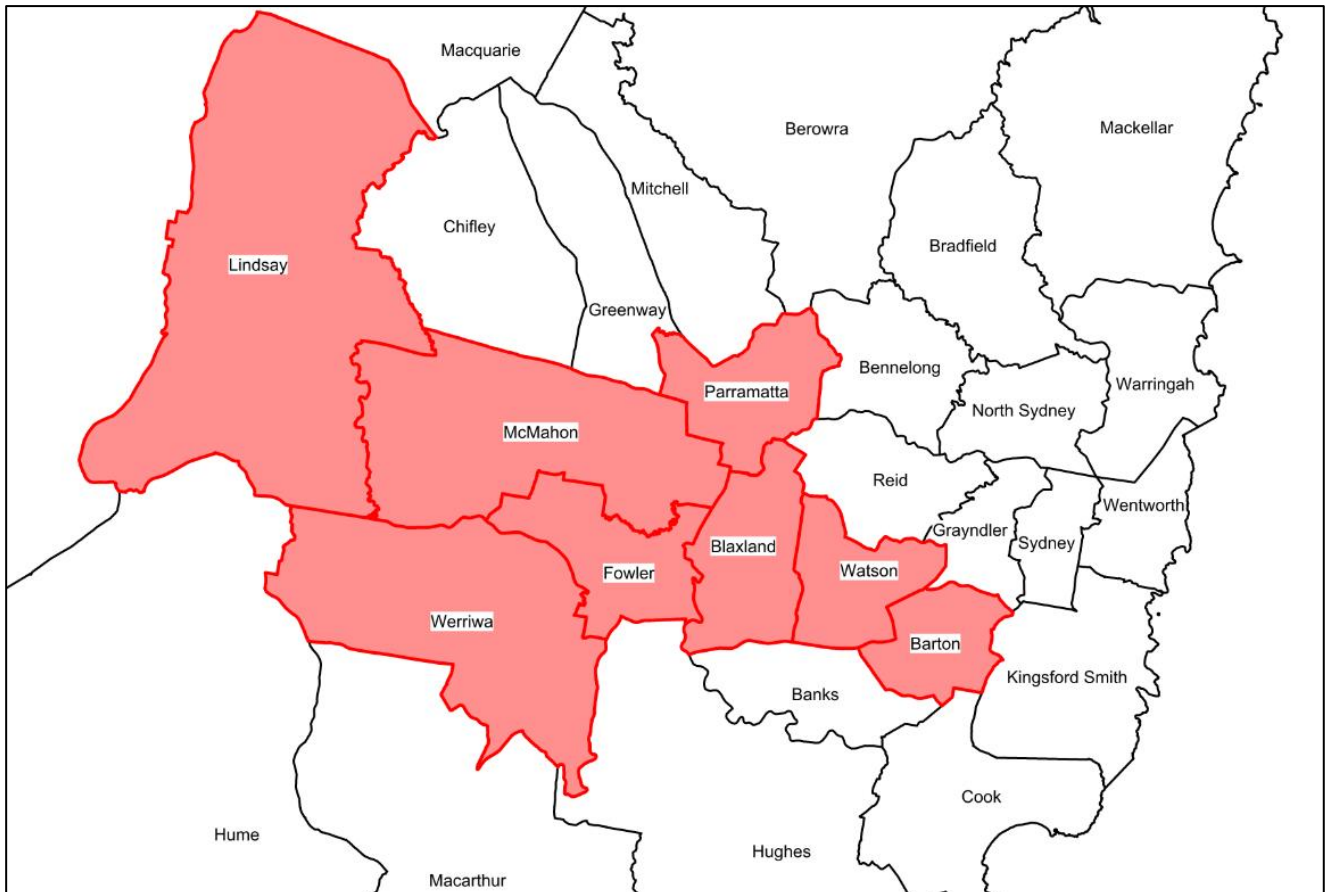 Macquarie
Berowra
Mackellar
Mitchell
Chifley
Bradfield
Lindsay
Greenway
Bennelong
Warringah
Parramatta
North Sydney
McMahon
Reid
Wentworth
Grayndler
Sydney
Blaxland
Watson
Fowler
Werriwa
Barton
Kingsford Smith
Banks
Cook
Hume
Hughes
Macarthur